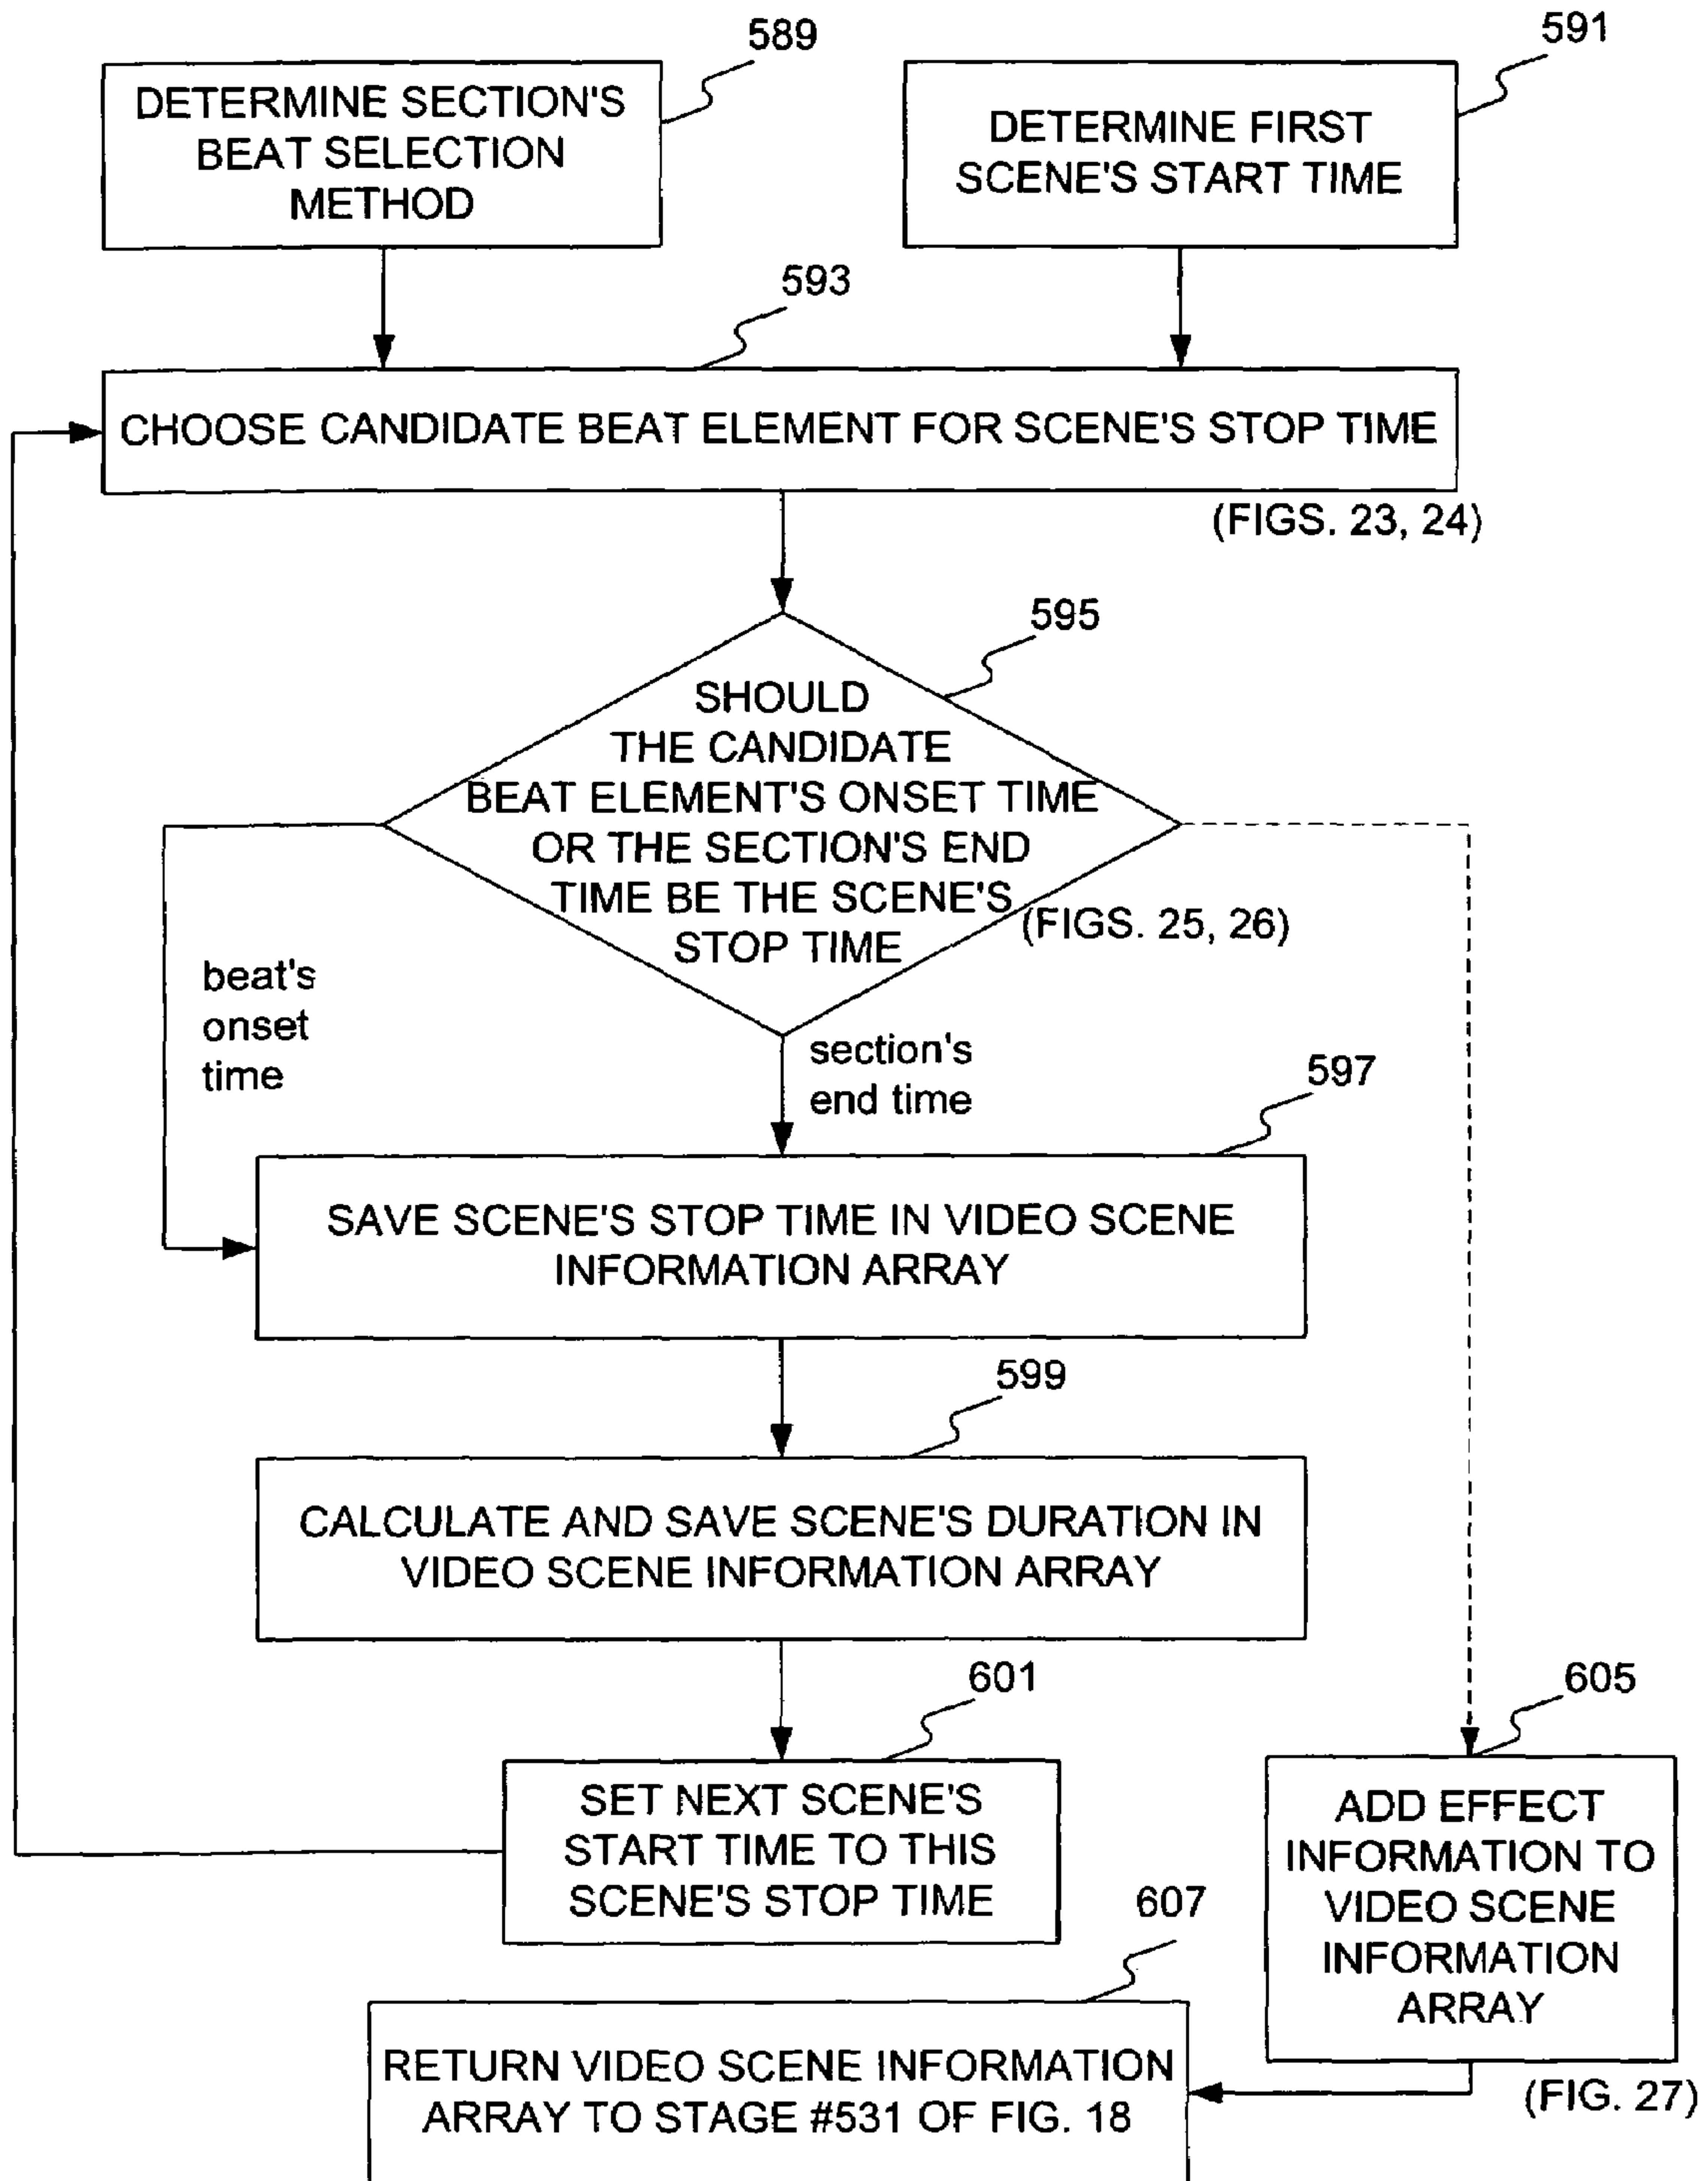 589
DETERMINE SECTION'S
BEAT SELECTION
METHOD
591
DETERMINE FIRST
SCENE'S START TIME
593
CHOOSE CANDIDATE BEAT ELEMENT FOR SCENE'S STOP TIME
(FIGS. 23, 24)
595
SHOULD
THE CANDIDATE
BEAT ELEMENT'S ONSET TIME
OR THE SECTION'S END
TIME BE THE SCENE'S
STOP TIME
(FIGS. 25, 26)
beat's
onset
time
section's
end time
597
SAVE SCENE'S STOP TIME IN VIDEO SCENE
INFORMATION ARRAY
599
CALCULATE AND SAVE SCENE'S DURATION IN
VIDEO SCENE INFORMATION ARRAY
601
SET NEXT SCENE'S
START TIME TO THIS
SCENE'S STOP TIME
605
ADD EFFECT
INFORMATION TO
VIDEO SCENE
INFORMATION
ARRAY
(FIG. 27)
607
RETURN VIDEO SCENE INFORMATION
ARRAY TO STAGE #531 OF FIG. 18